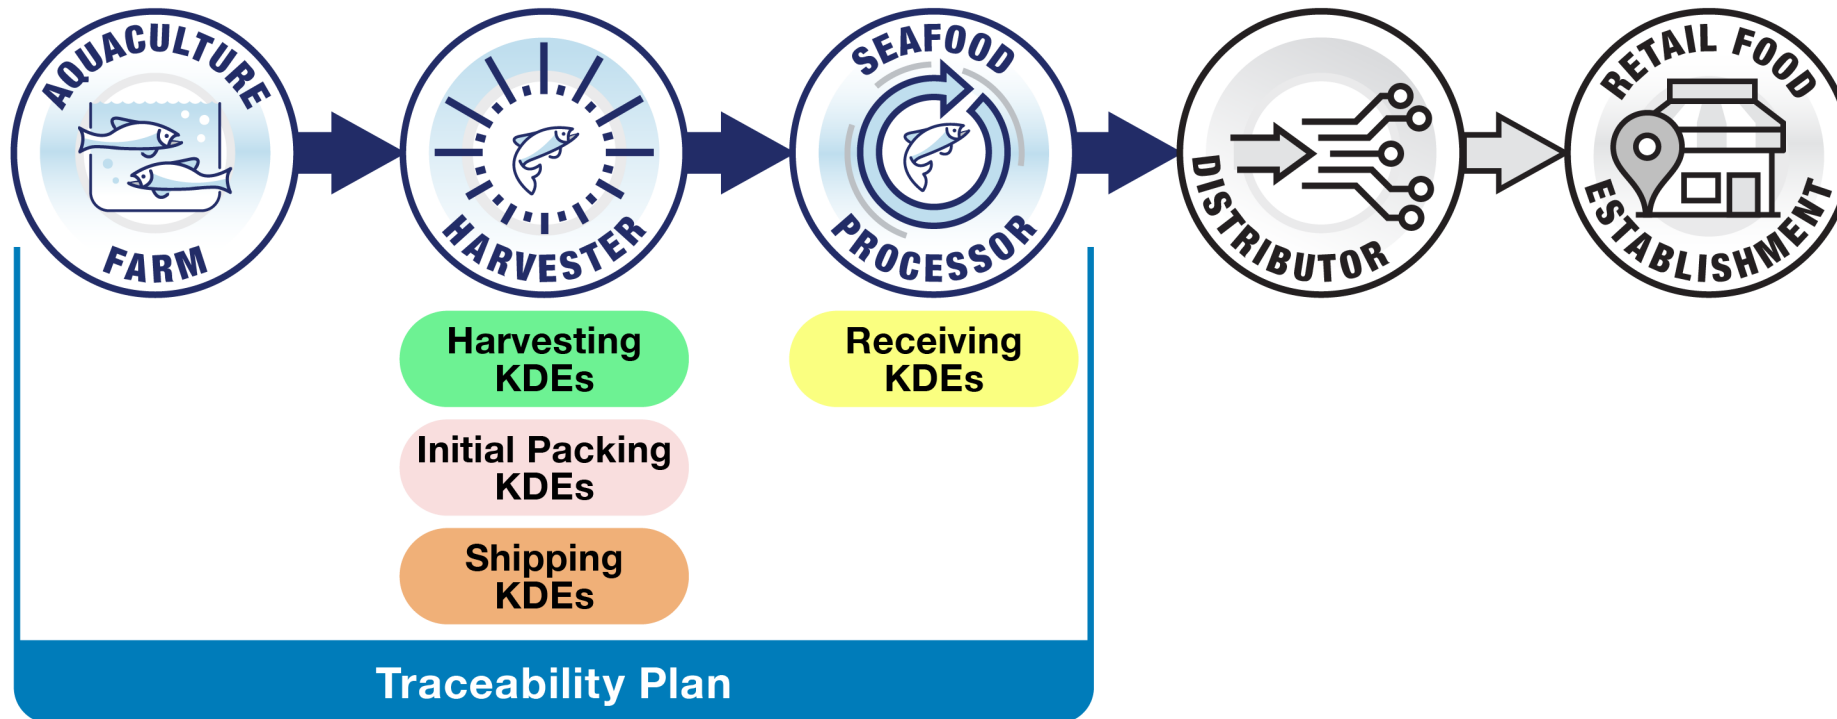 AQUACULTURE
FARM
HARVESTER
SEAFOOD
PROCESSOR
DISTRIBUTOR
RETAIL FOOD
ESTABLISHMENT
Harvesting
KDEs
Receiving
KDEs
Initial Packing
KDEs
Shipping
KDEs
Traceability Plan